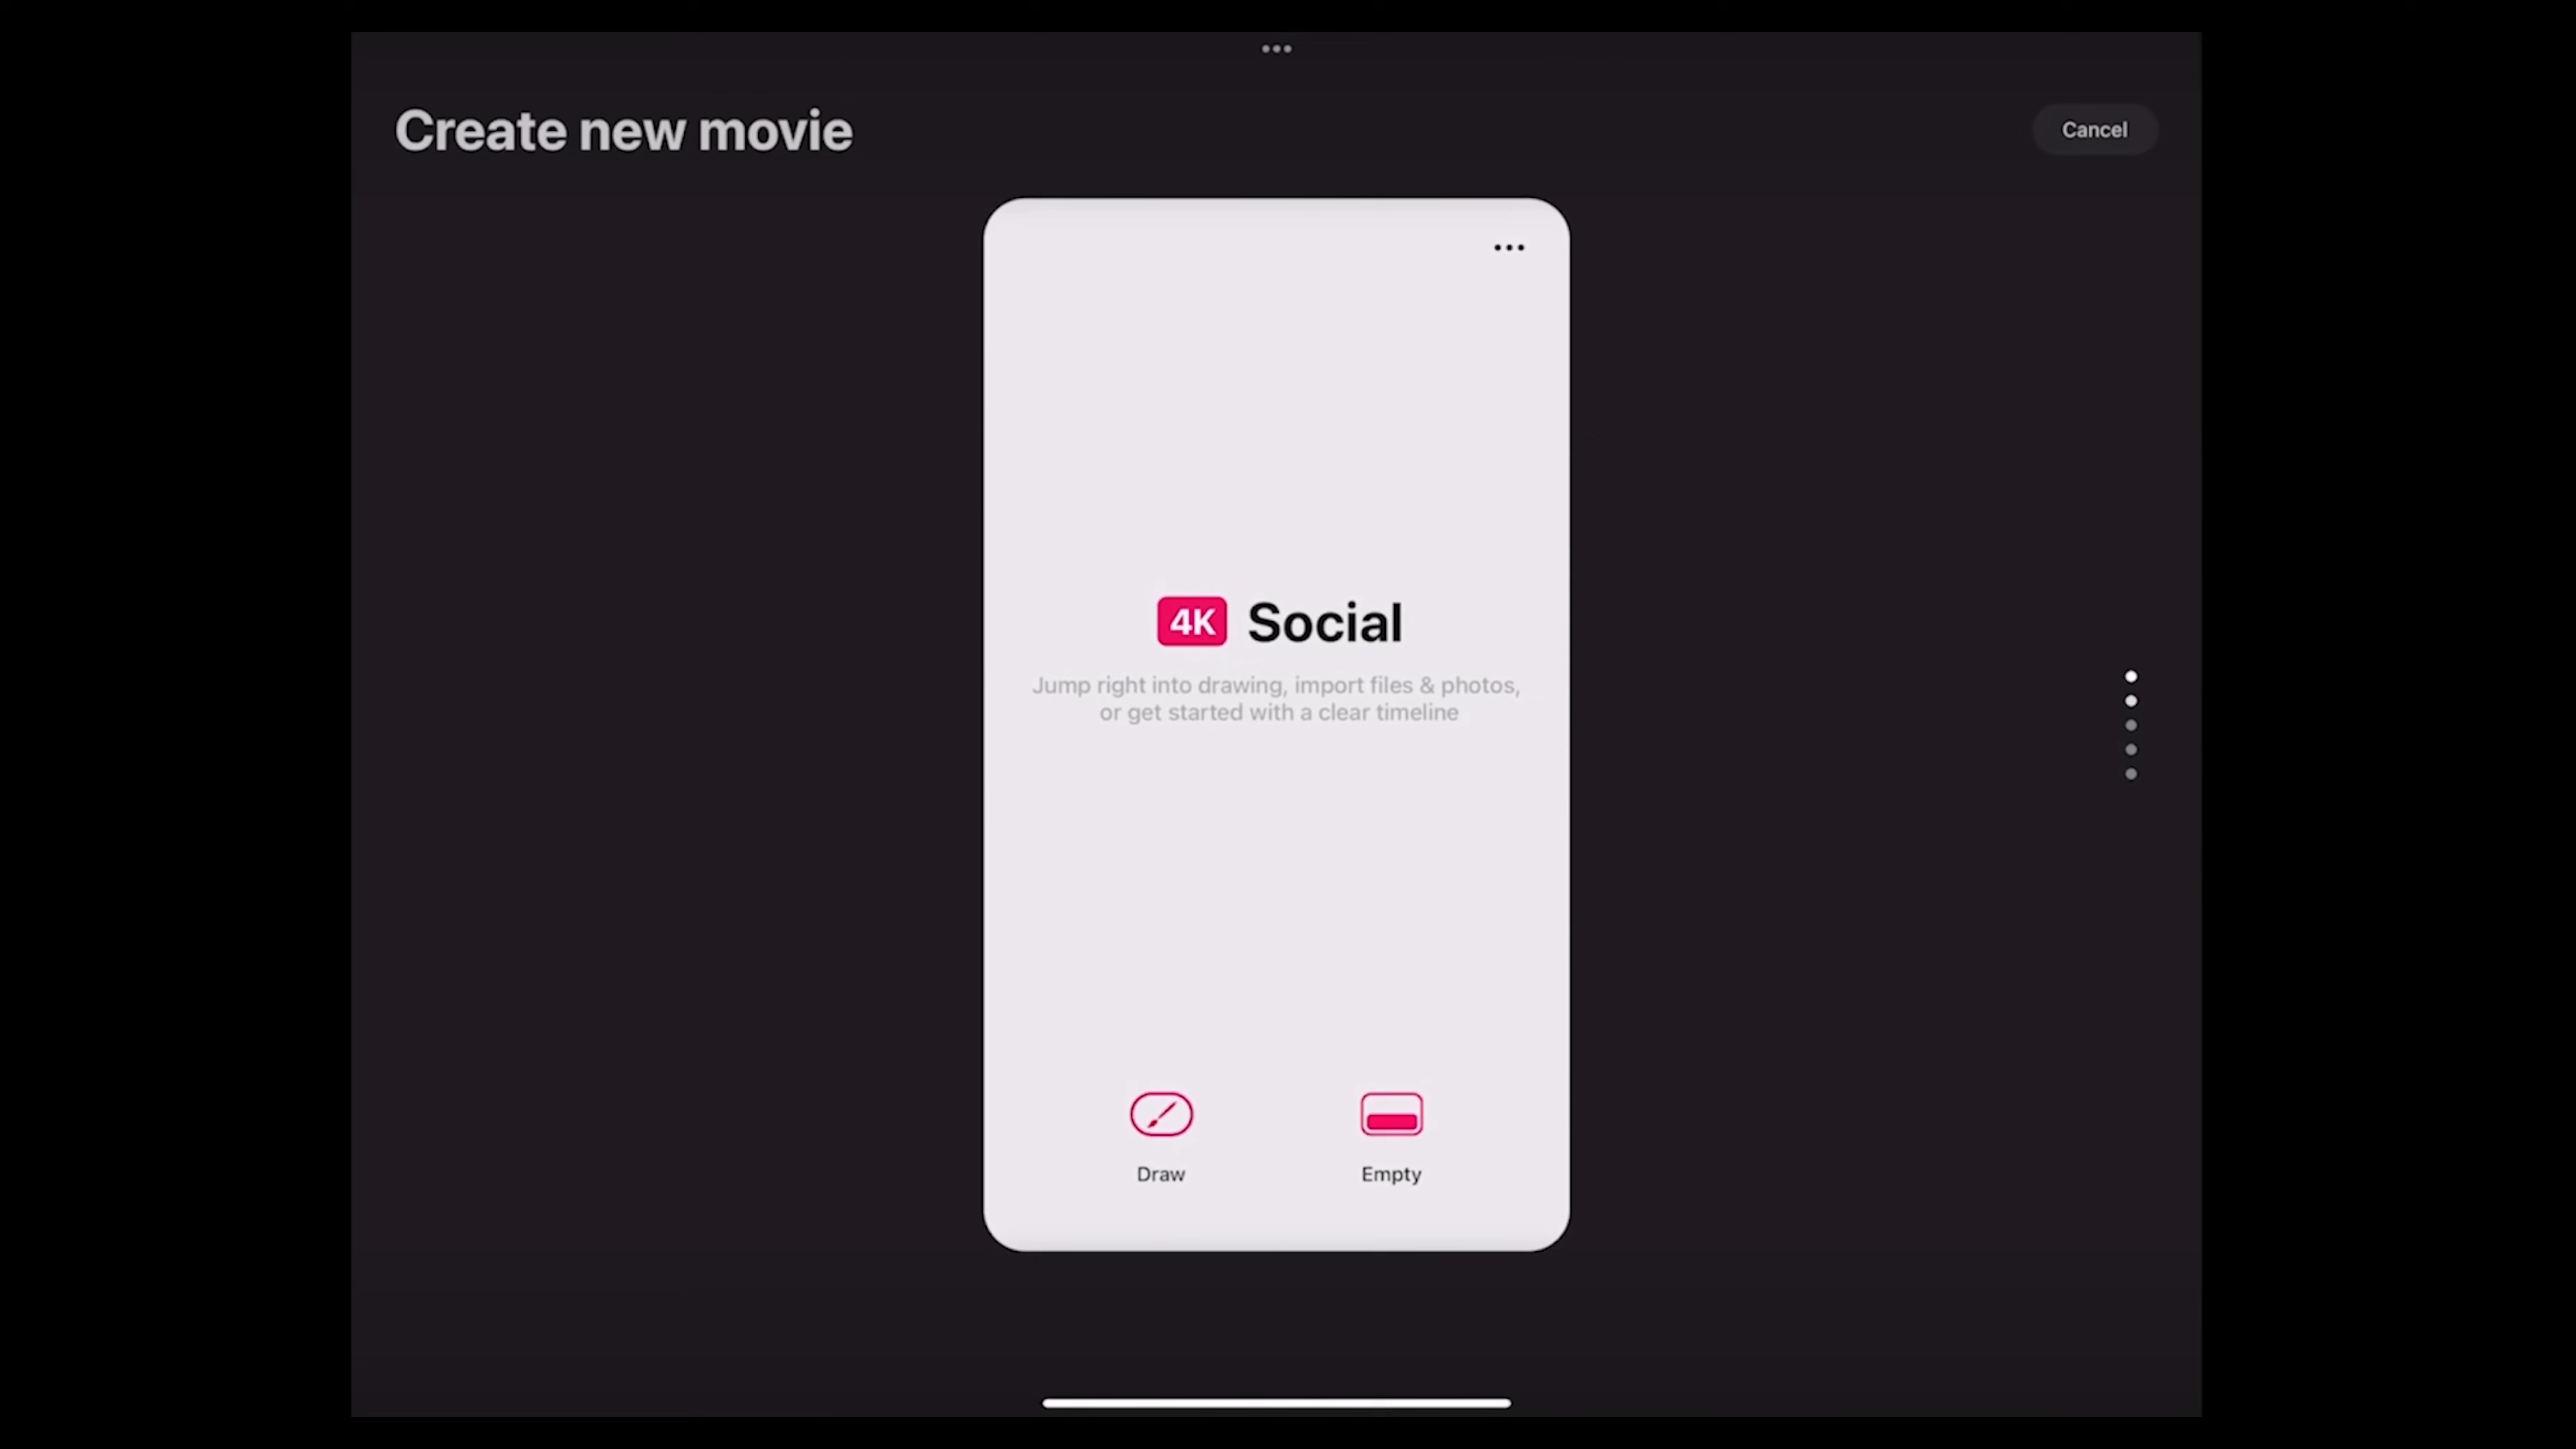 Create new movie
Cancel
4K Social
Jump right into drawing, import files & photos,
or get started with a clear timeline
Draw
Empty